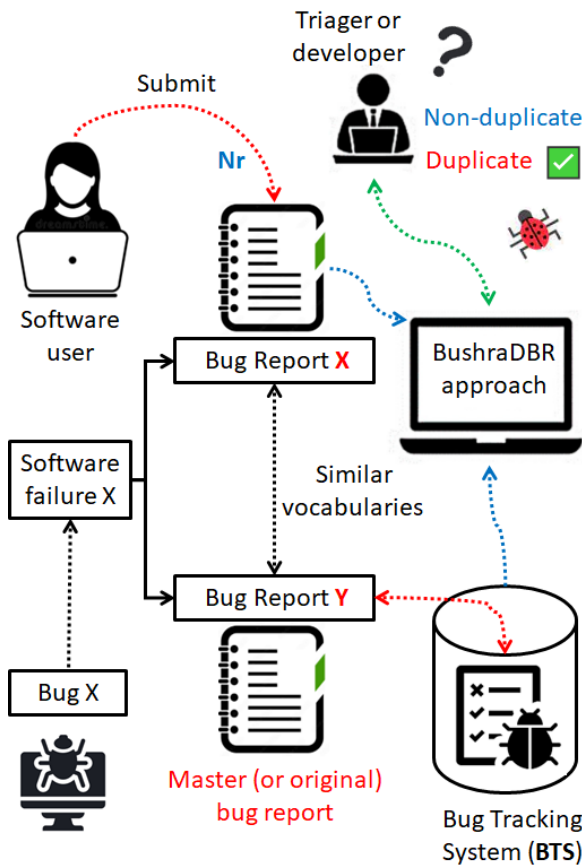 Triager or
developer
?
Submit
Non-duplicate
Duplicate
Nr
dreamstime
Software
user
Bug Report X
BushraDBR
approach
Software
failure X
Similar
vocabularies
Bug Report Y
Bug X
Master (or original)
bug report
Bug Tracking
System (BTS)